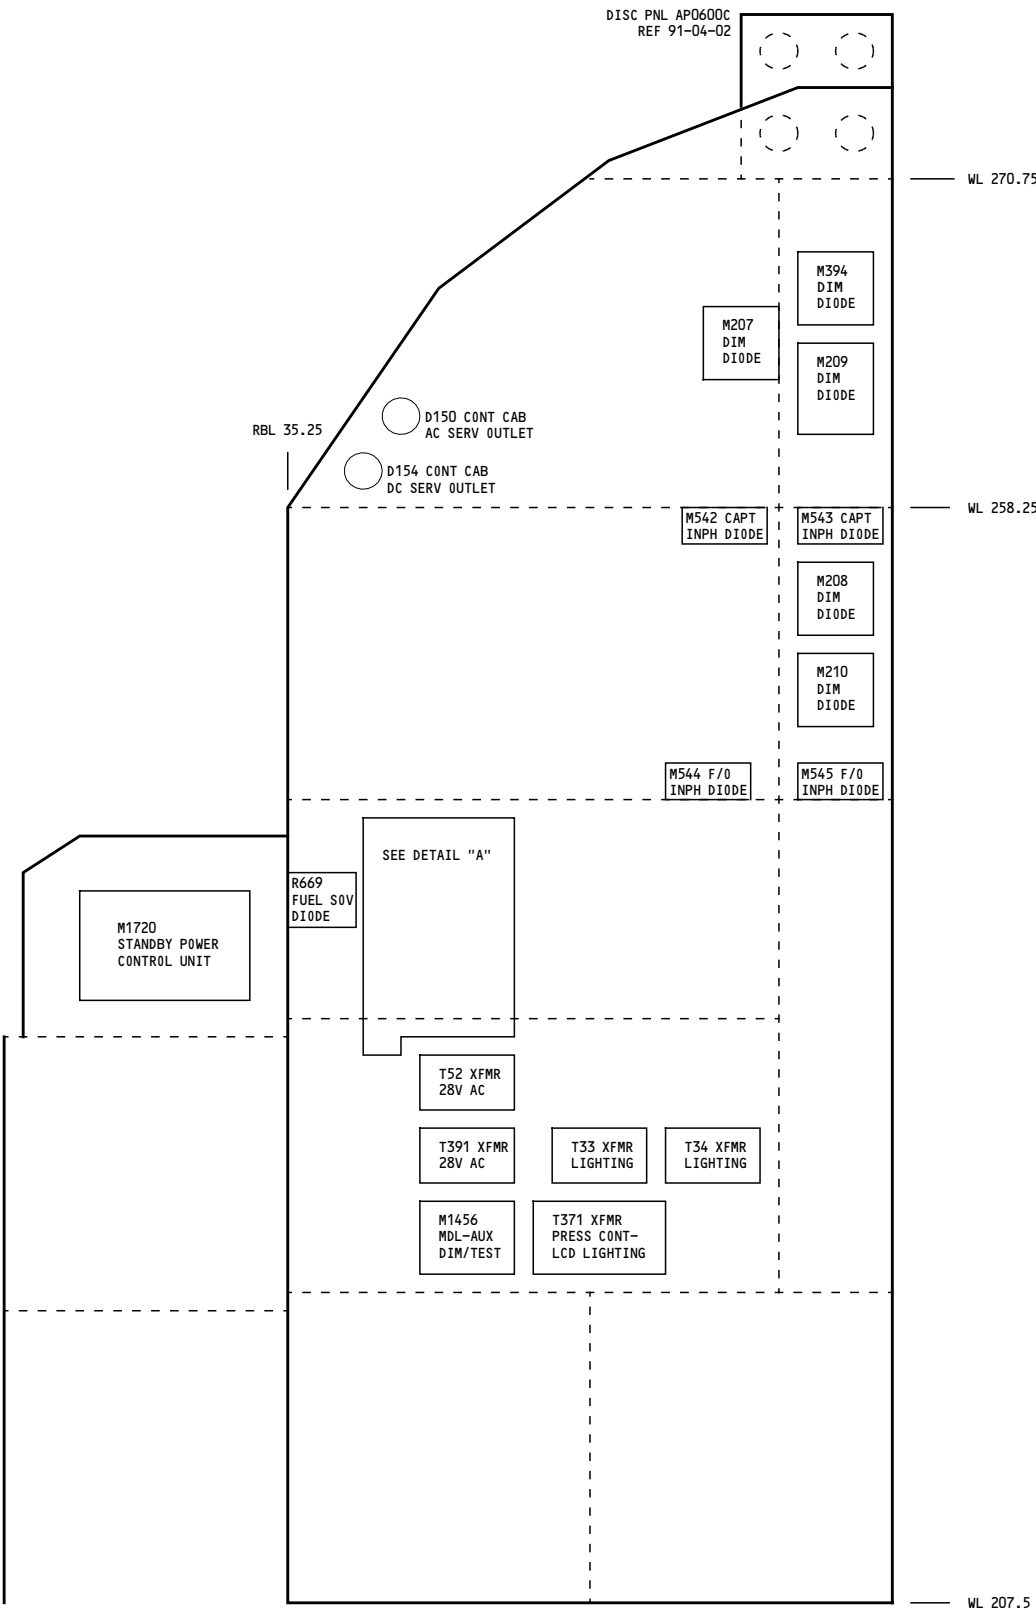 DISC PNL AP0600C
REF 91-04-02
WL 270.75
M394
DIM
DIODE
M207
DIM
DIODE
M209
DIM
DIODE
D150 CONT CAB
AC SERV OUTLET
RBL 35.25
D154 CONT CAB
DC SERV OUTLET
WL 258.25
M542 CAPT
INPH DIODE
M543 CAPT
INPH DIODE
M208
DIM
DIODE
M210
DIM
DIODE
M544 F/O
INPH DIODE
M545 F/O
INPH DIODE
SEE DETAIL "A"
R669
FUEL SOV
DIODE
M1720
STANDBY POWER
CONTROL UNIT
T52 XFMR
28V AC
T391 XFMR
28V AC
T33 XFMR
LIGHTING
T34 XFMR
LIGHTING
M1456
MDL-AUX
DIM/TEST
T371 XFMR
PRESS CONT-
LCD LIGHTING
WL 207.5